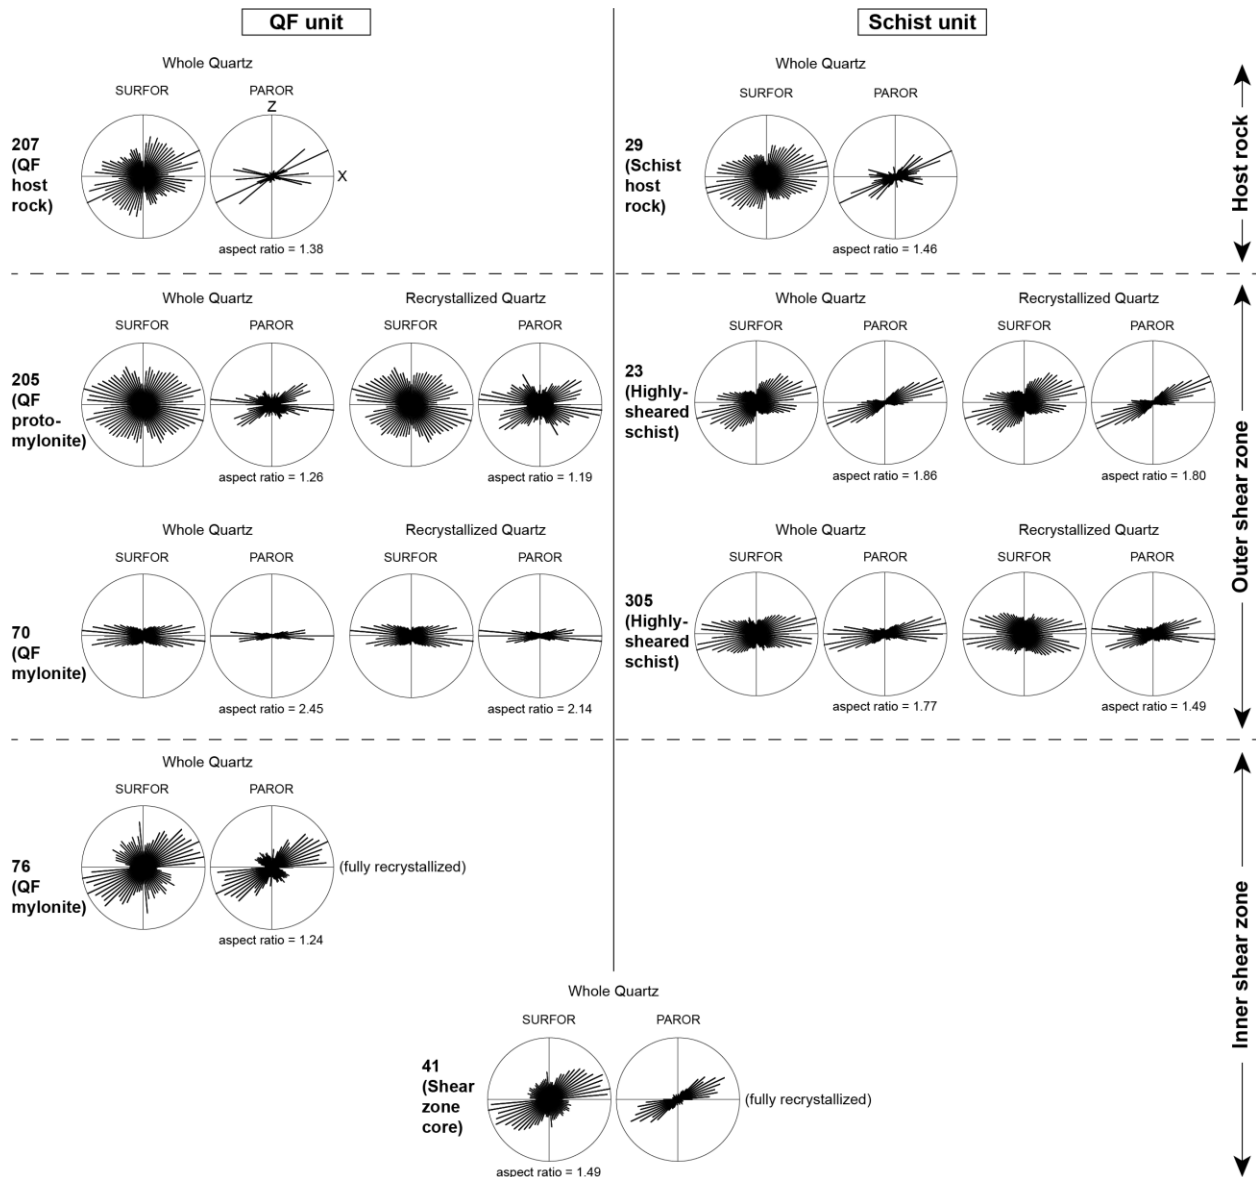 QF unit
Schist unit
Whole Quartz
SURFOR PAROR
Z
X
207
(QF
host
rock)
aspect ratio = 1.38
Whole Quartz
SURFOR PAROR
29
(Schist
host
rock)
aspect ratio = 1.46
Host rock
Whole Quartz Recrystallized Quartz
SURFOR PAROR SURFOR PAROR
205
(QF
proto-
mylonite)
aspect ratio = 1.26 aspect ratio = 1.19
Whole Quartz Recrystallized Quartz
SURFOR PAROR SURFOR PAROR
23
(Highly-
sheared
schist)
aspect ratio = 1.86 aspect ratio = 1.80
Whole Quartz Recrystallized Quartz
SURFOR PAROR SURFOR PAROR
70
(QF
mylonite)
aspect ratio = 2.45 aspect ratio = 2.14
Whole Quartz Recrystallized Quartz
SURFOR PAROR SURFOR PAROR
305
(Highly-
sheared
schist)
aspect ratio = 1.77 aspect ratio = 1.49
Outer shear zone
Whole Quartz
SURFOR PAROR
76
(QF
mylonite)
(fully recrystallized)
aspect ratio = 1.24
Whole Quartz
SURFOR PAROR
41
(Shear
zone
core)
(fully recrystallized)
aspect ratio = 1.49
Inner shear zone